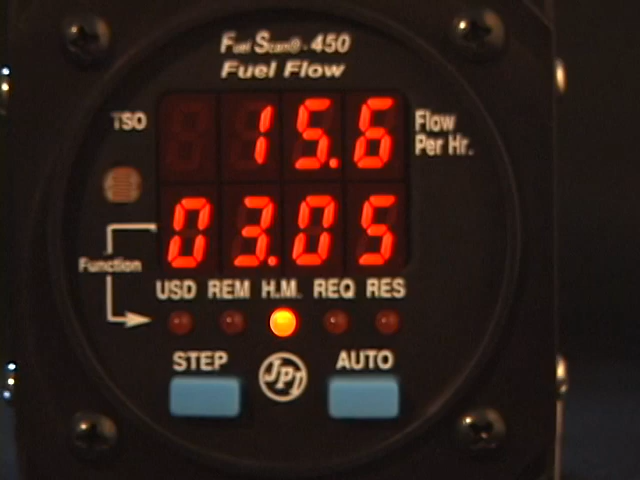 Fuel Scan®-450
Fuel Flow
TSO
15.6
Flow
Per Hr.
03.05
Function
USD REM H.M. REQ RES
STEP
JPI
AUTO